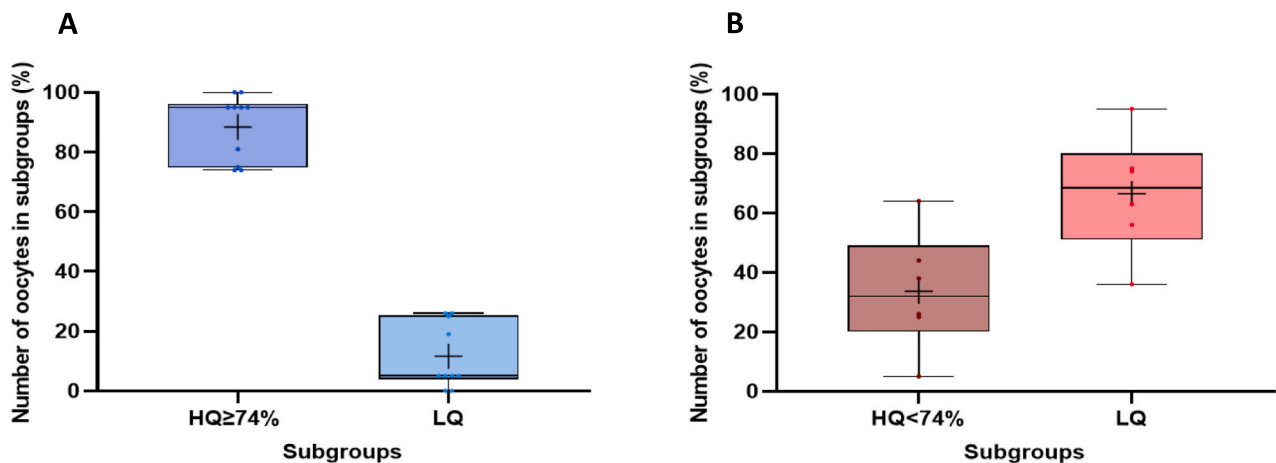 A
Number of oocytes in subgroups (%)
100
80
60
40
20
0
HQ≥74%
LQ
Subgroups
B
Number of oocytes in subgroups (%)
100
80
60
40
20
0
HQ<74%
LQ
Subgroups